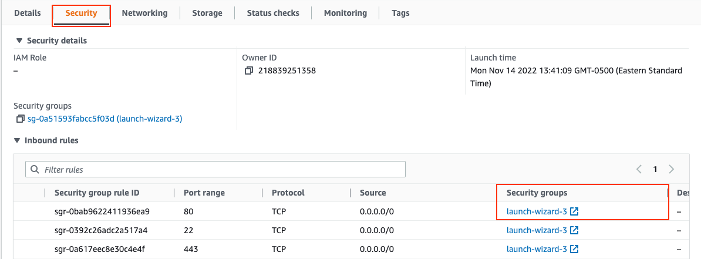 Details Security Networking Storage Status checks Monitoring Tags
Security details
IAM Role Owner ID Launch time
– 218839251358 Mon Nov 14 2022 13:41:09 GMT-0500 (Eastern Standard
Time)
Security groups
sg-0a51593fabcc5f03d (launch-wizard-3)
Inbound rules
Filter rules 1
Security group rule ID Port range Protocol Source Security groups Des
sgr-0bab9622411936ea9 80 TCP 0.0.0.0/0 launch-wizard-3 –
sgr-0392c26adc2a517a4 22 TCP 0.0.0.0/0 launch-wizard-3 –
sgr-0a617eec8e30c4e4f 443 TCP 0.0.0.0/0 launch-wizard-3 –